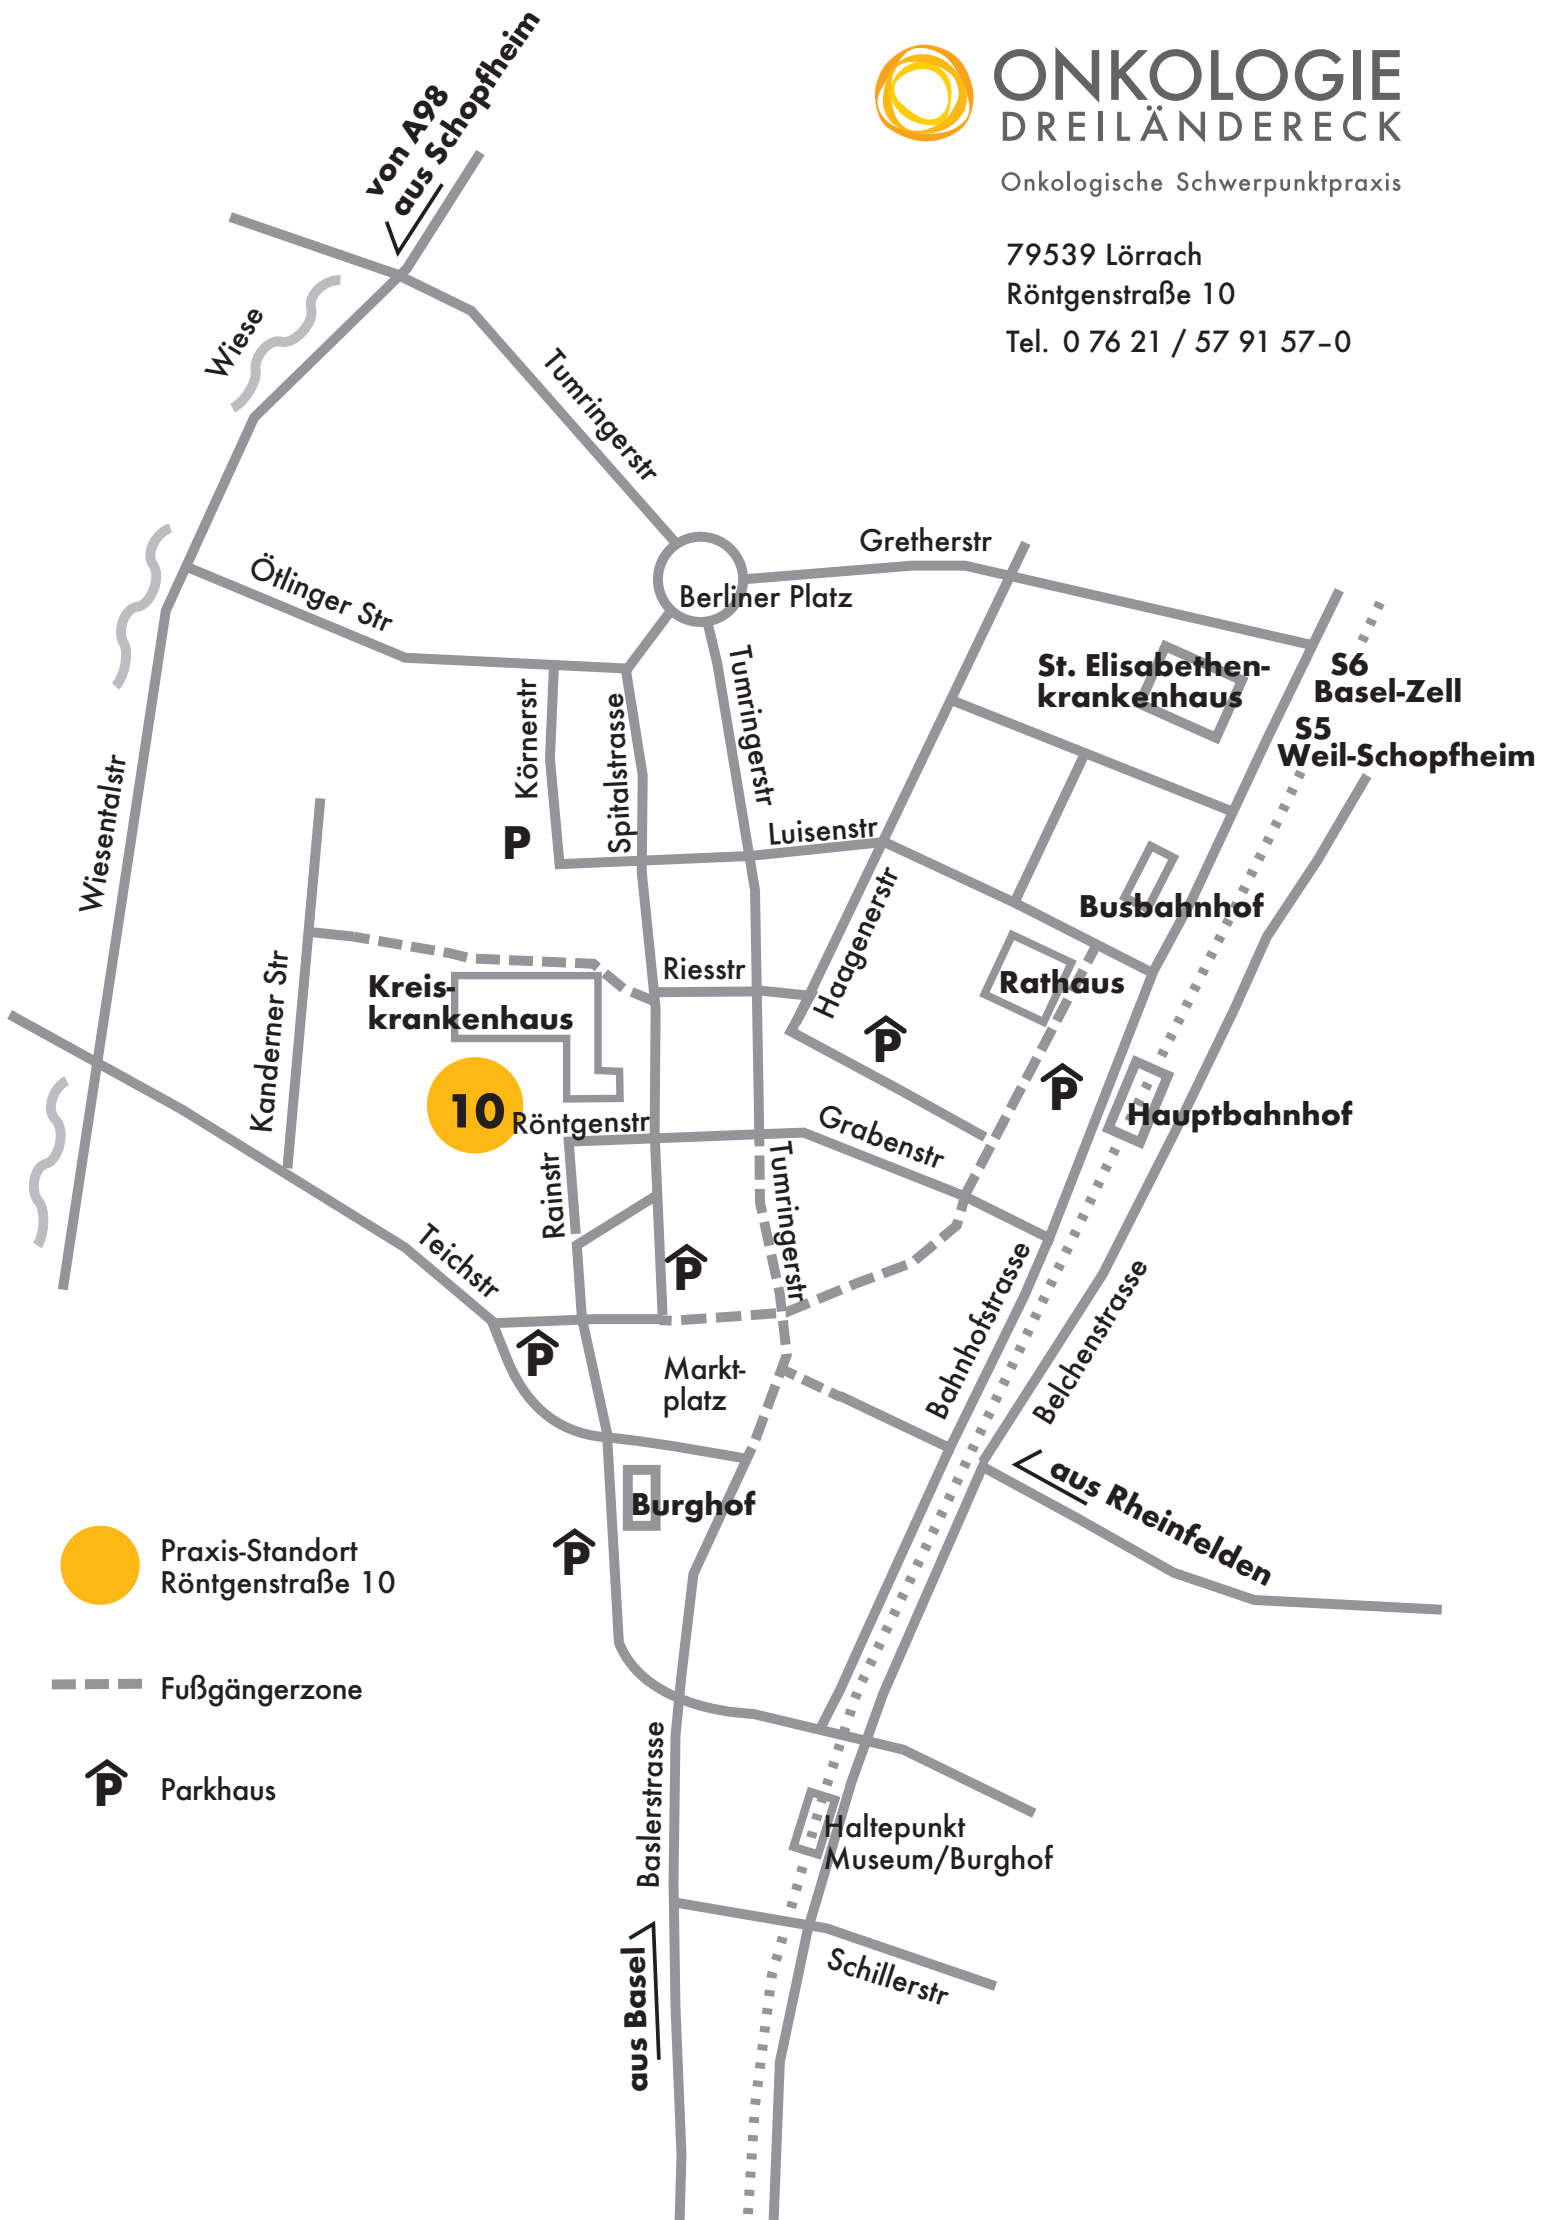 von A98
aus Schopfheim
ONKOLOGIE
DREILÄNDERECK
Onkologische Schwerpunktpraxis
79539 Lörrach
Röntgenstraße 10
Tel. 0 76 21 / 57 91 57–0
Wiese
Tumringerstr
Gretherstr
Berliner Platz
Ötlinger Str
St. Elisabethen-
krankenhaus
S6
Basel-Zell
S5
Weil-Schopfheim
Körnerstr
Spitalstrasse
Tumringerstr
Wiesentalstr
P
Luisenstr
Busbahnhof
Haagenerstr
Kanderner Str
Riesstr
Rathaus
Kreis-
krankenhaus
P
P
10
Röntgenstr
Grabenstr
Hauptbahnhof
Rainstr
Tumringerstr
Teichstr
P
Bahnhofstrasse
Belchenstrasse
P
Markt-
platz
aus Rheinfelden
Burghof
P
Praxis-Standort
Röntgenstraße 10
Fußgängerzone
P
Parkhaus
Baslerstrasse
Haltepunkt
Museum/Burghof
aus Basel
Schillerstr